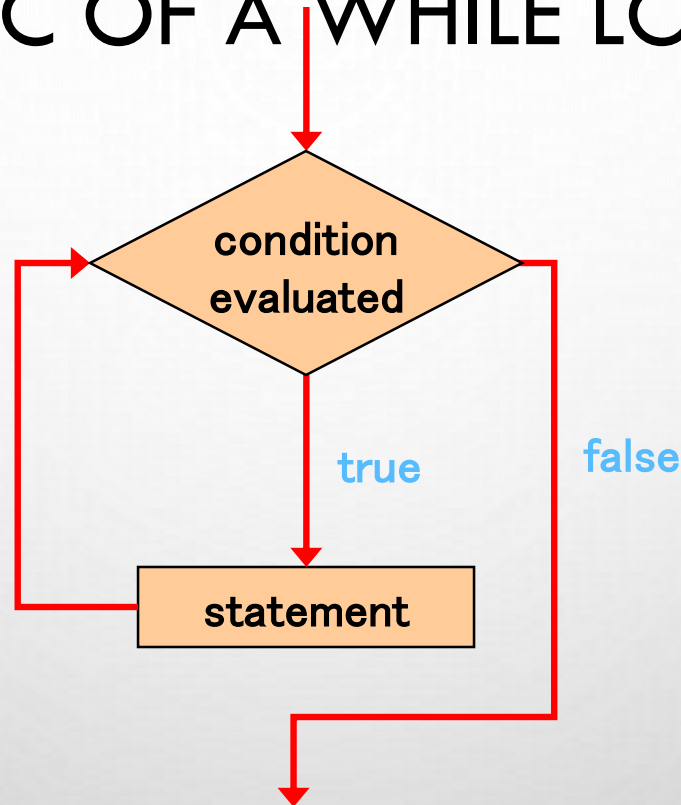 C OF A WHILE LO
condition
evaluated
true
false
statement